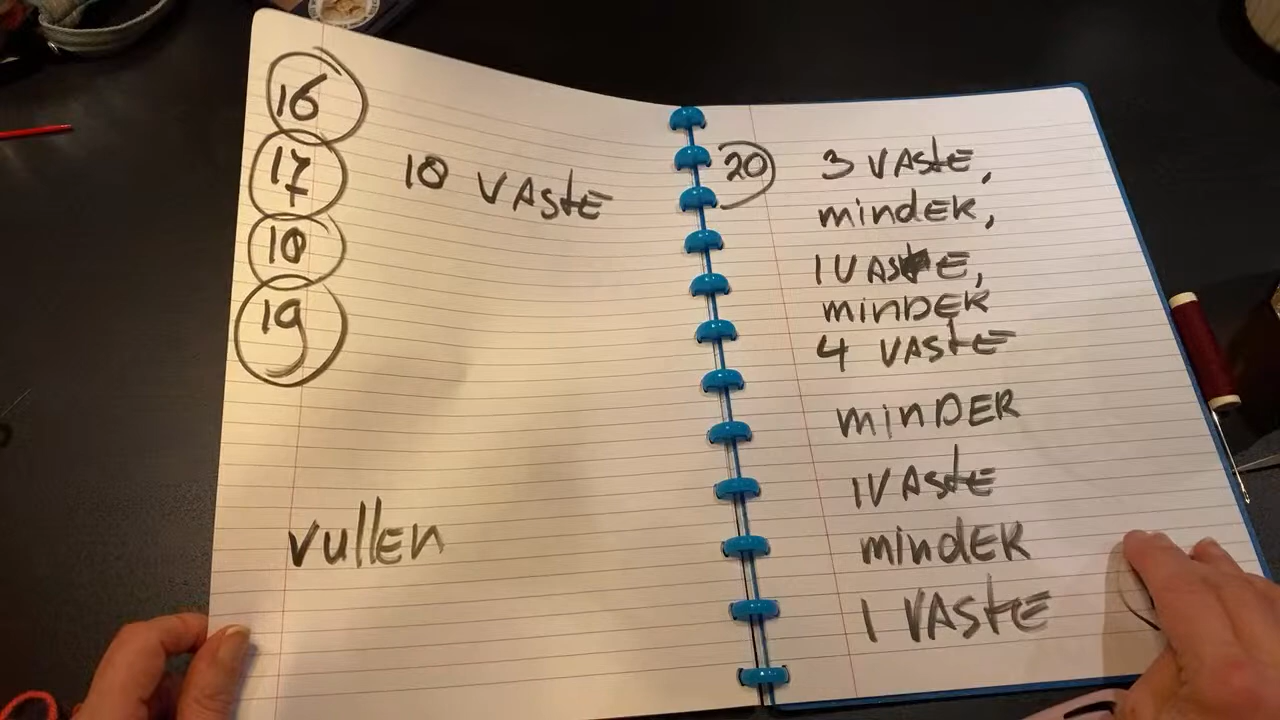 16
17
18 VASTE
18
19
vullEn
20 3 VASTE,
mindER,
1 VASTE,
minDER
4 VASTE
minDER
1 VASTE
mindER
1 VASTE